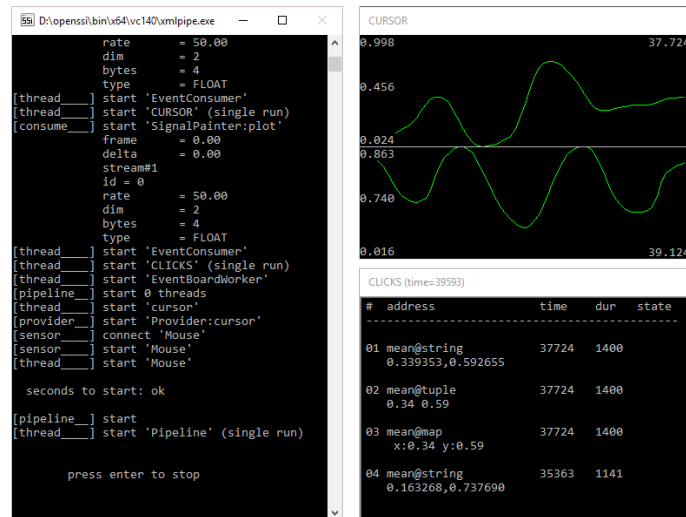 SSI D:\openssi\bin\x64\vc140\xmlpipe.exe
rate = 50.00
dim = 2
bytes = 4
type = FLOAT
[thread____] start 'EventConsumer'
[thread____] start 'CURSOR' (single run)
[consume___] start 'SignalPainter:plot'
frame = 0.00
delta = 0.00
stream#1
id = 0
rate = 50.00
dim = 2
bytes = 4
type = FLOAT
[thread____] start 'EventConsumer'
[thread____] start 'CLICKS' (single run)
[thread____] start 'EventBoardWorker'
[pipeline__] start 0 threads
[thread____] start 'cursor'
[provider__] start 'Provider:cursor'
[sensor____] connect 'Mouse'
[sensor____] start 'Mouse'
[thread____] start 'Mouse'
seconds to start: ok
[pipeline__] start
[thread____] start 'Pipeline' (single run)
press enter to stop
CURSOR
0.998 37.724
0.456
0.024
0.863
0.740
0.016 39.124
CLICKS (time=39593)
# address time dur state
------------------------------------------
01 mean@string 37724 1400
0.339353,0.592655
02 mean@tuple 37724 1400
0.34 0.59
03 mean@map 37724 1400
x:0.34 y:0.59
04 mean@string 35363 1141
0.163268,0.737690